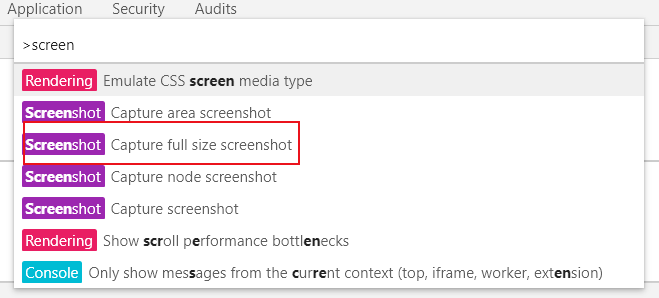 Application Security Audits
>screen
Rendering Emulate CSS screen media type
Screenshot Capture area screenshot
Screenshot Capture full size screenshot
Screenshot Capture node screenshot
Screenshot Capture screenshot
Rendering Show scroll performance bottlenecks
Console Only show messages from the current context (top, iframe, worker, extension)